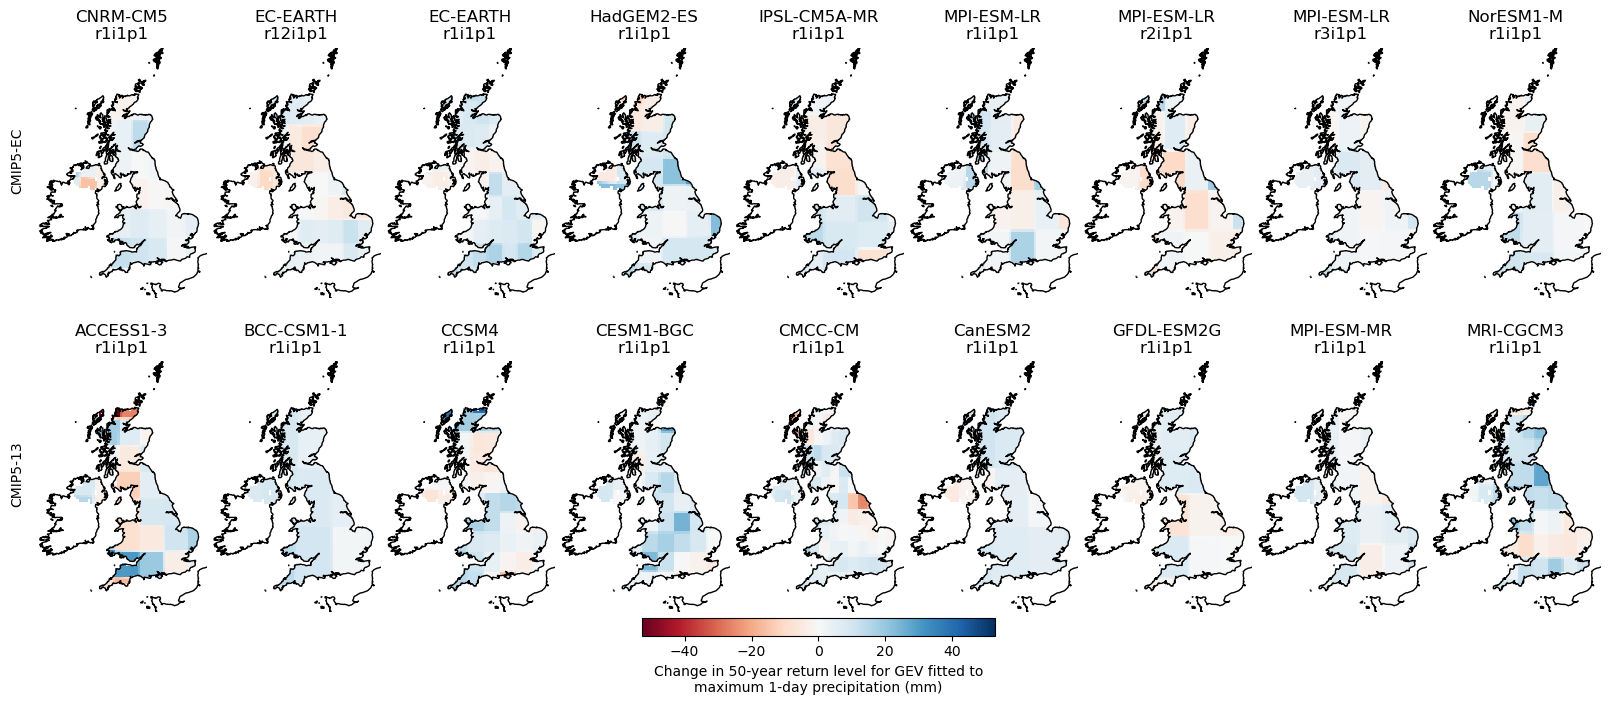 CNRM-CM5
r1i1p1
EC-EARTH
r12i1p1
EC-EARTH
r1i1p1
HadGEM2-ES
r1i1p1
IPSL-CM5A-MR
r1i1p1
MPI-ESM-LR
r1i1p1
MPI-ESM-LR
r2i1p1
MPI-ESM-LR
r3i1p1
NorESM1-M
r1i1p1
CMIP5-EC
ACCESS1-3
r1i1p1
BCC-CSM1-1
r1i1p1
CCSM4
r1i1p1
CESM1-BGC
r1i1p1
CMCC-CM
r1i1p1
CanESM2
r1i1p1
GFDL-ESM2G
r1i1p1
MPI-ESM-MR
r1i1p1
MRI-CGCM3
r1i1p1
CMIP5-13
−40 −20 0 20 40
Change in 50-year return level for GEV fitted to
maximum 1-day precipitation (mm)